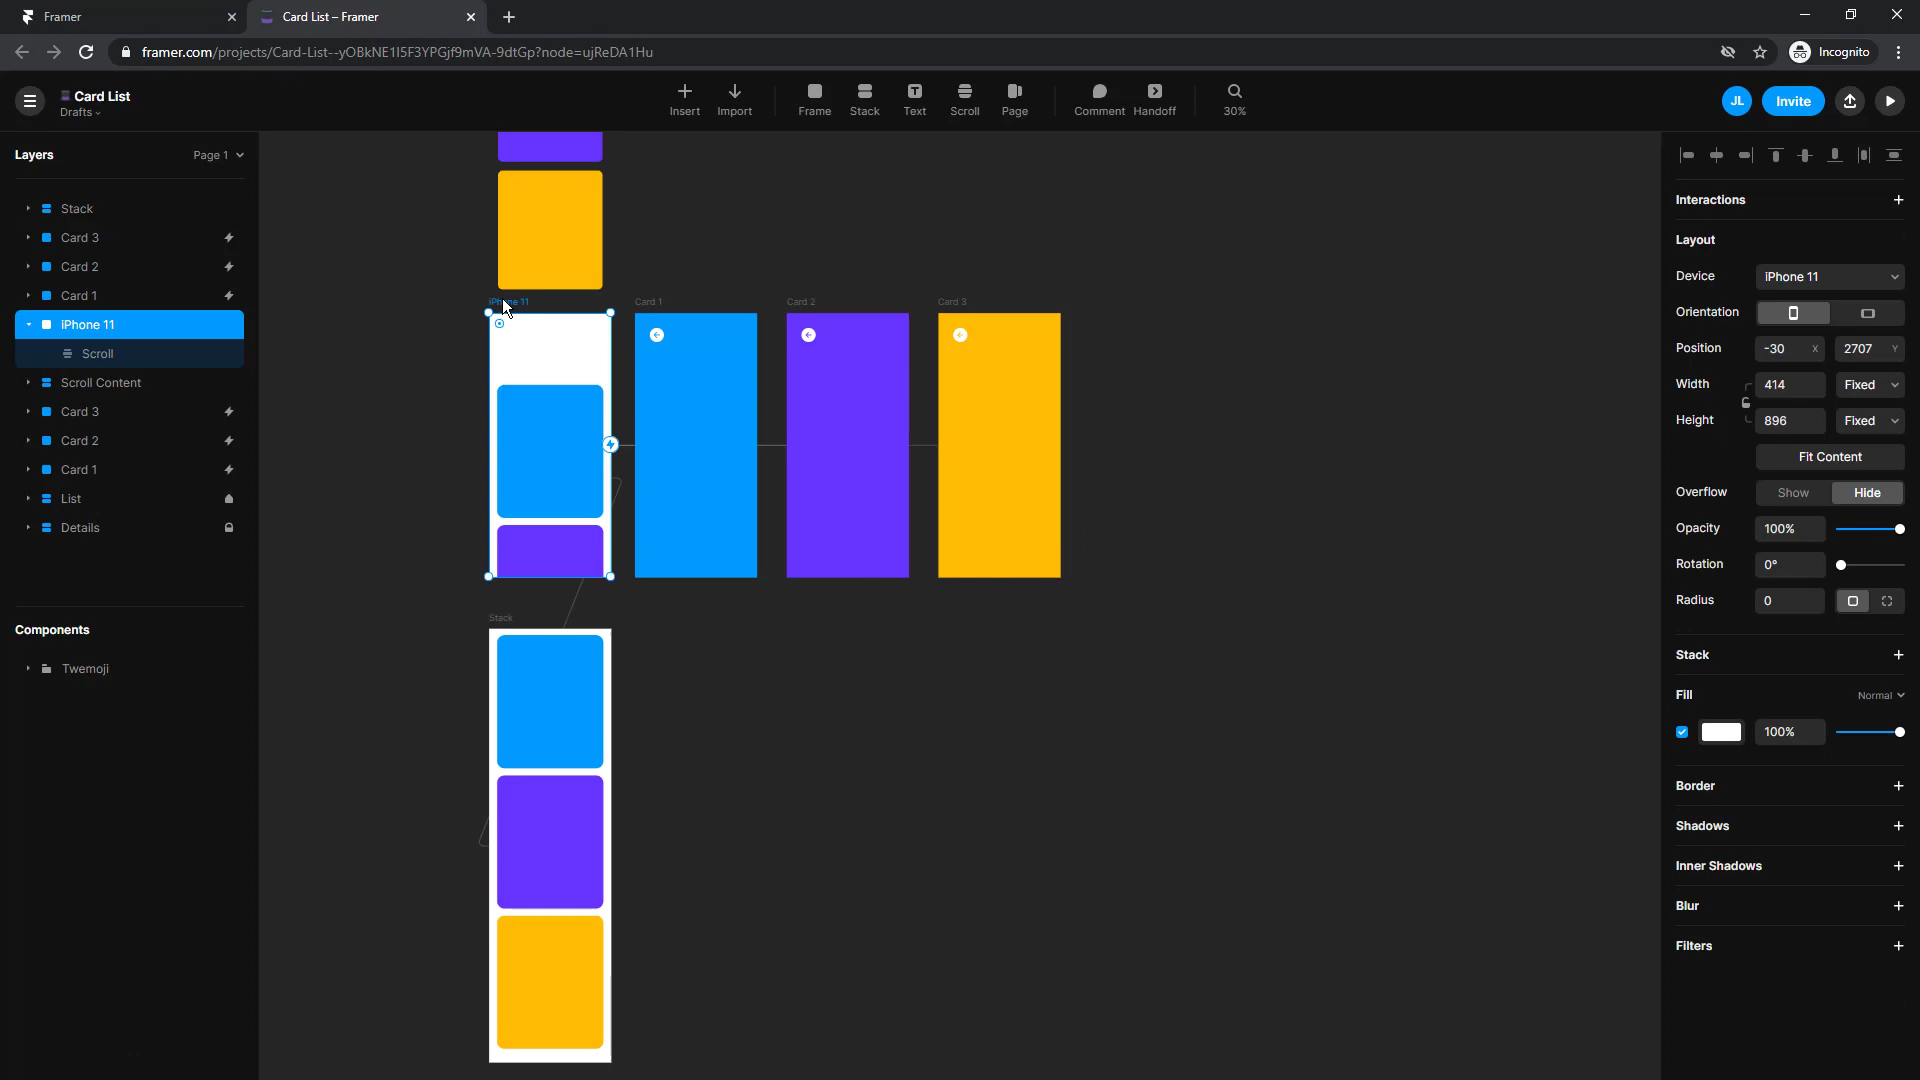 Framer
Card List – Framer
framer.com/projects/Card-List--yOBkNE1I5F3YPGjf9mVA-9dtGp?node=ujReDA1Hu
Incognito
Card List
Drafts
Insert
Import
Frame
Stack
Text
Scroll
Page
Comment
Handoff
30%
JL
Invite
Layers
Page 1
Stack
Card 3
Card 2
Card 1
iPhone 11
Scroll
Scroll Content
Card 3
Card 2
Card 1
List
Details
Components
Twemoji
iPhone 11
Card 1
Card 2
Card 3
Stack
Interactions
Layout
Device
iPhone 11
Orientation
Position
-30 X
2707 Y
Width
414
Fixed
Height
896
Fixed
Fit Content
Overflow
Show
Hide
Opacity
100%
Rotation
0°
Radius
0
Stack
Fill
Normal
100%
Border
Shadows
Inner Shadows
Blur
Filters